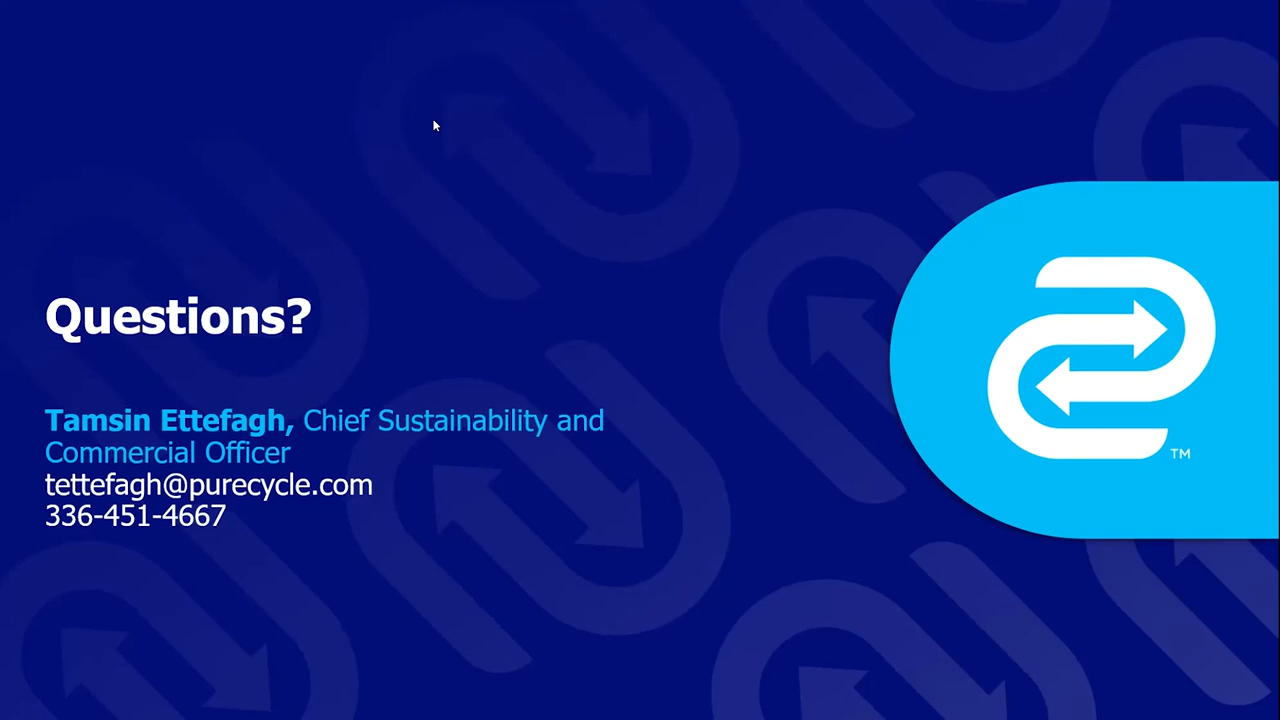 Questions?
Tamsin Ettefagh, Chief Sustainability and
Commercial Officer
tettefagh@purecycle.com
336-451-4667
TM